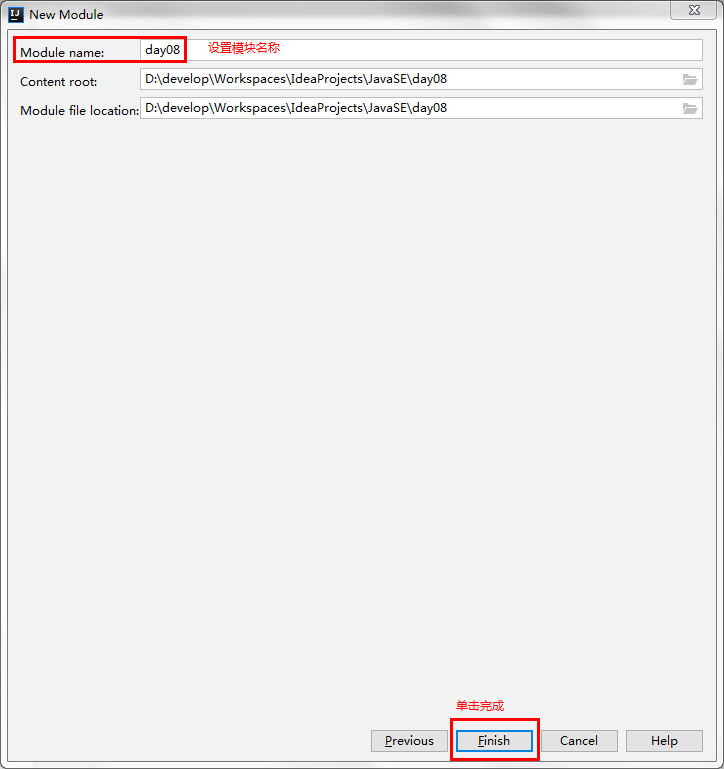 New Module
Module name: day08 设置模块名称
Content root: D:\develop\Workspaces\IdeaProjects\JavaSE\day08
Module file location: D:\develop\Workspaces\IdeaProjects\JavaSE\day08
单击完成
Previous Finish Cancel Help